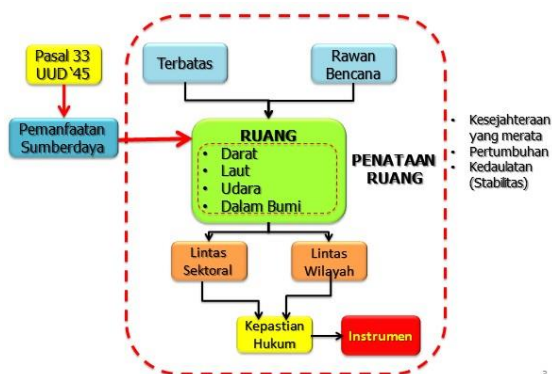 Pasal 33
UUD '45
Terbatas
Rawan
Bencana
Pemanfaatan
Sumberdaya
RUANG
• Darat
• Laut
• Udara
• Dalam Bumi
PENATAAN
RUANG
• Kesejahteraan
yang merata
• Pertumbuhan
• Kedaulatan
(Stabilitas)
Lintas
Sektoral
Lintas
Wilayah
Kepastian
Hukum
Instrumen